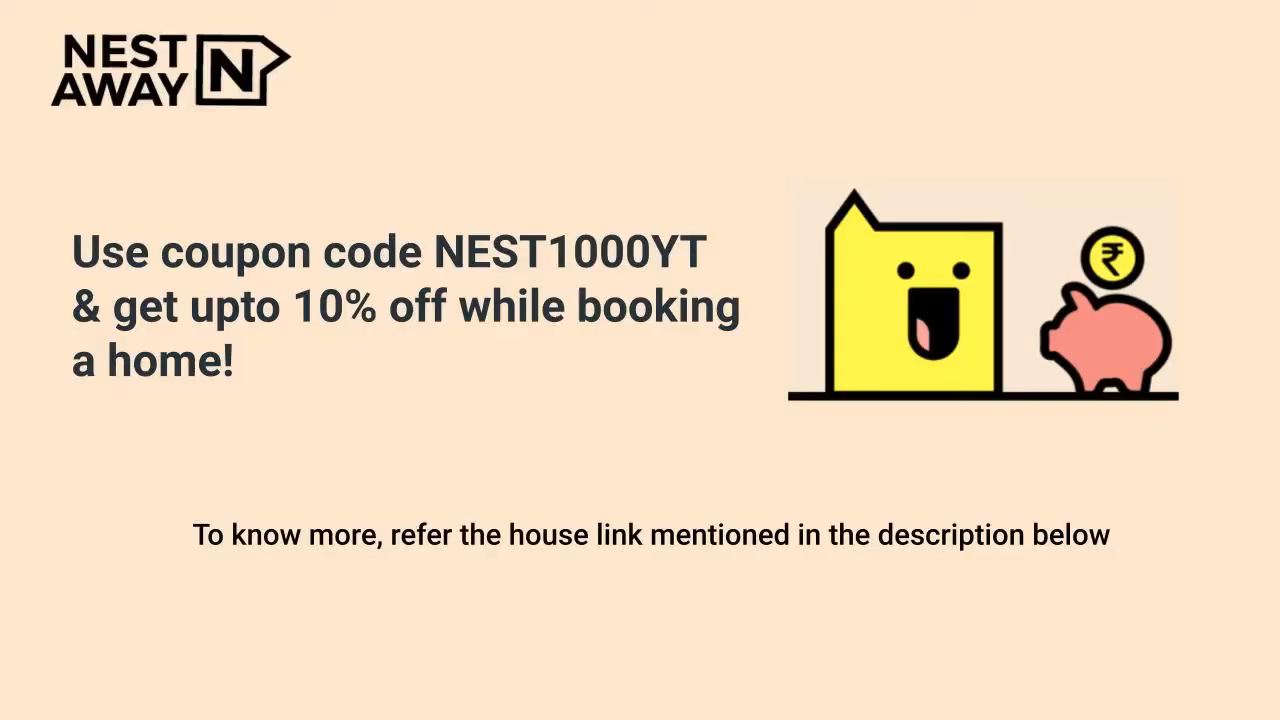 NEST
AWAY N
Use coupon code NEST1000YT
& get upto 10% off while booking
a home!
₹
To know more, refer the house link mentioned in the description below